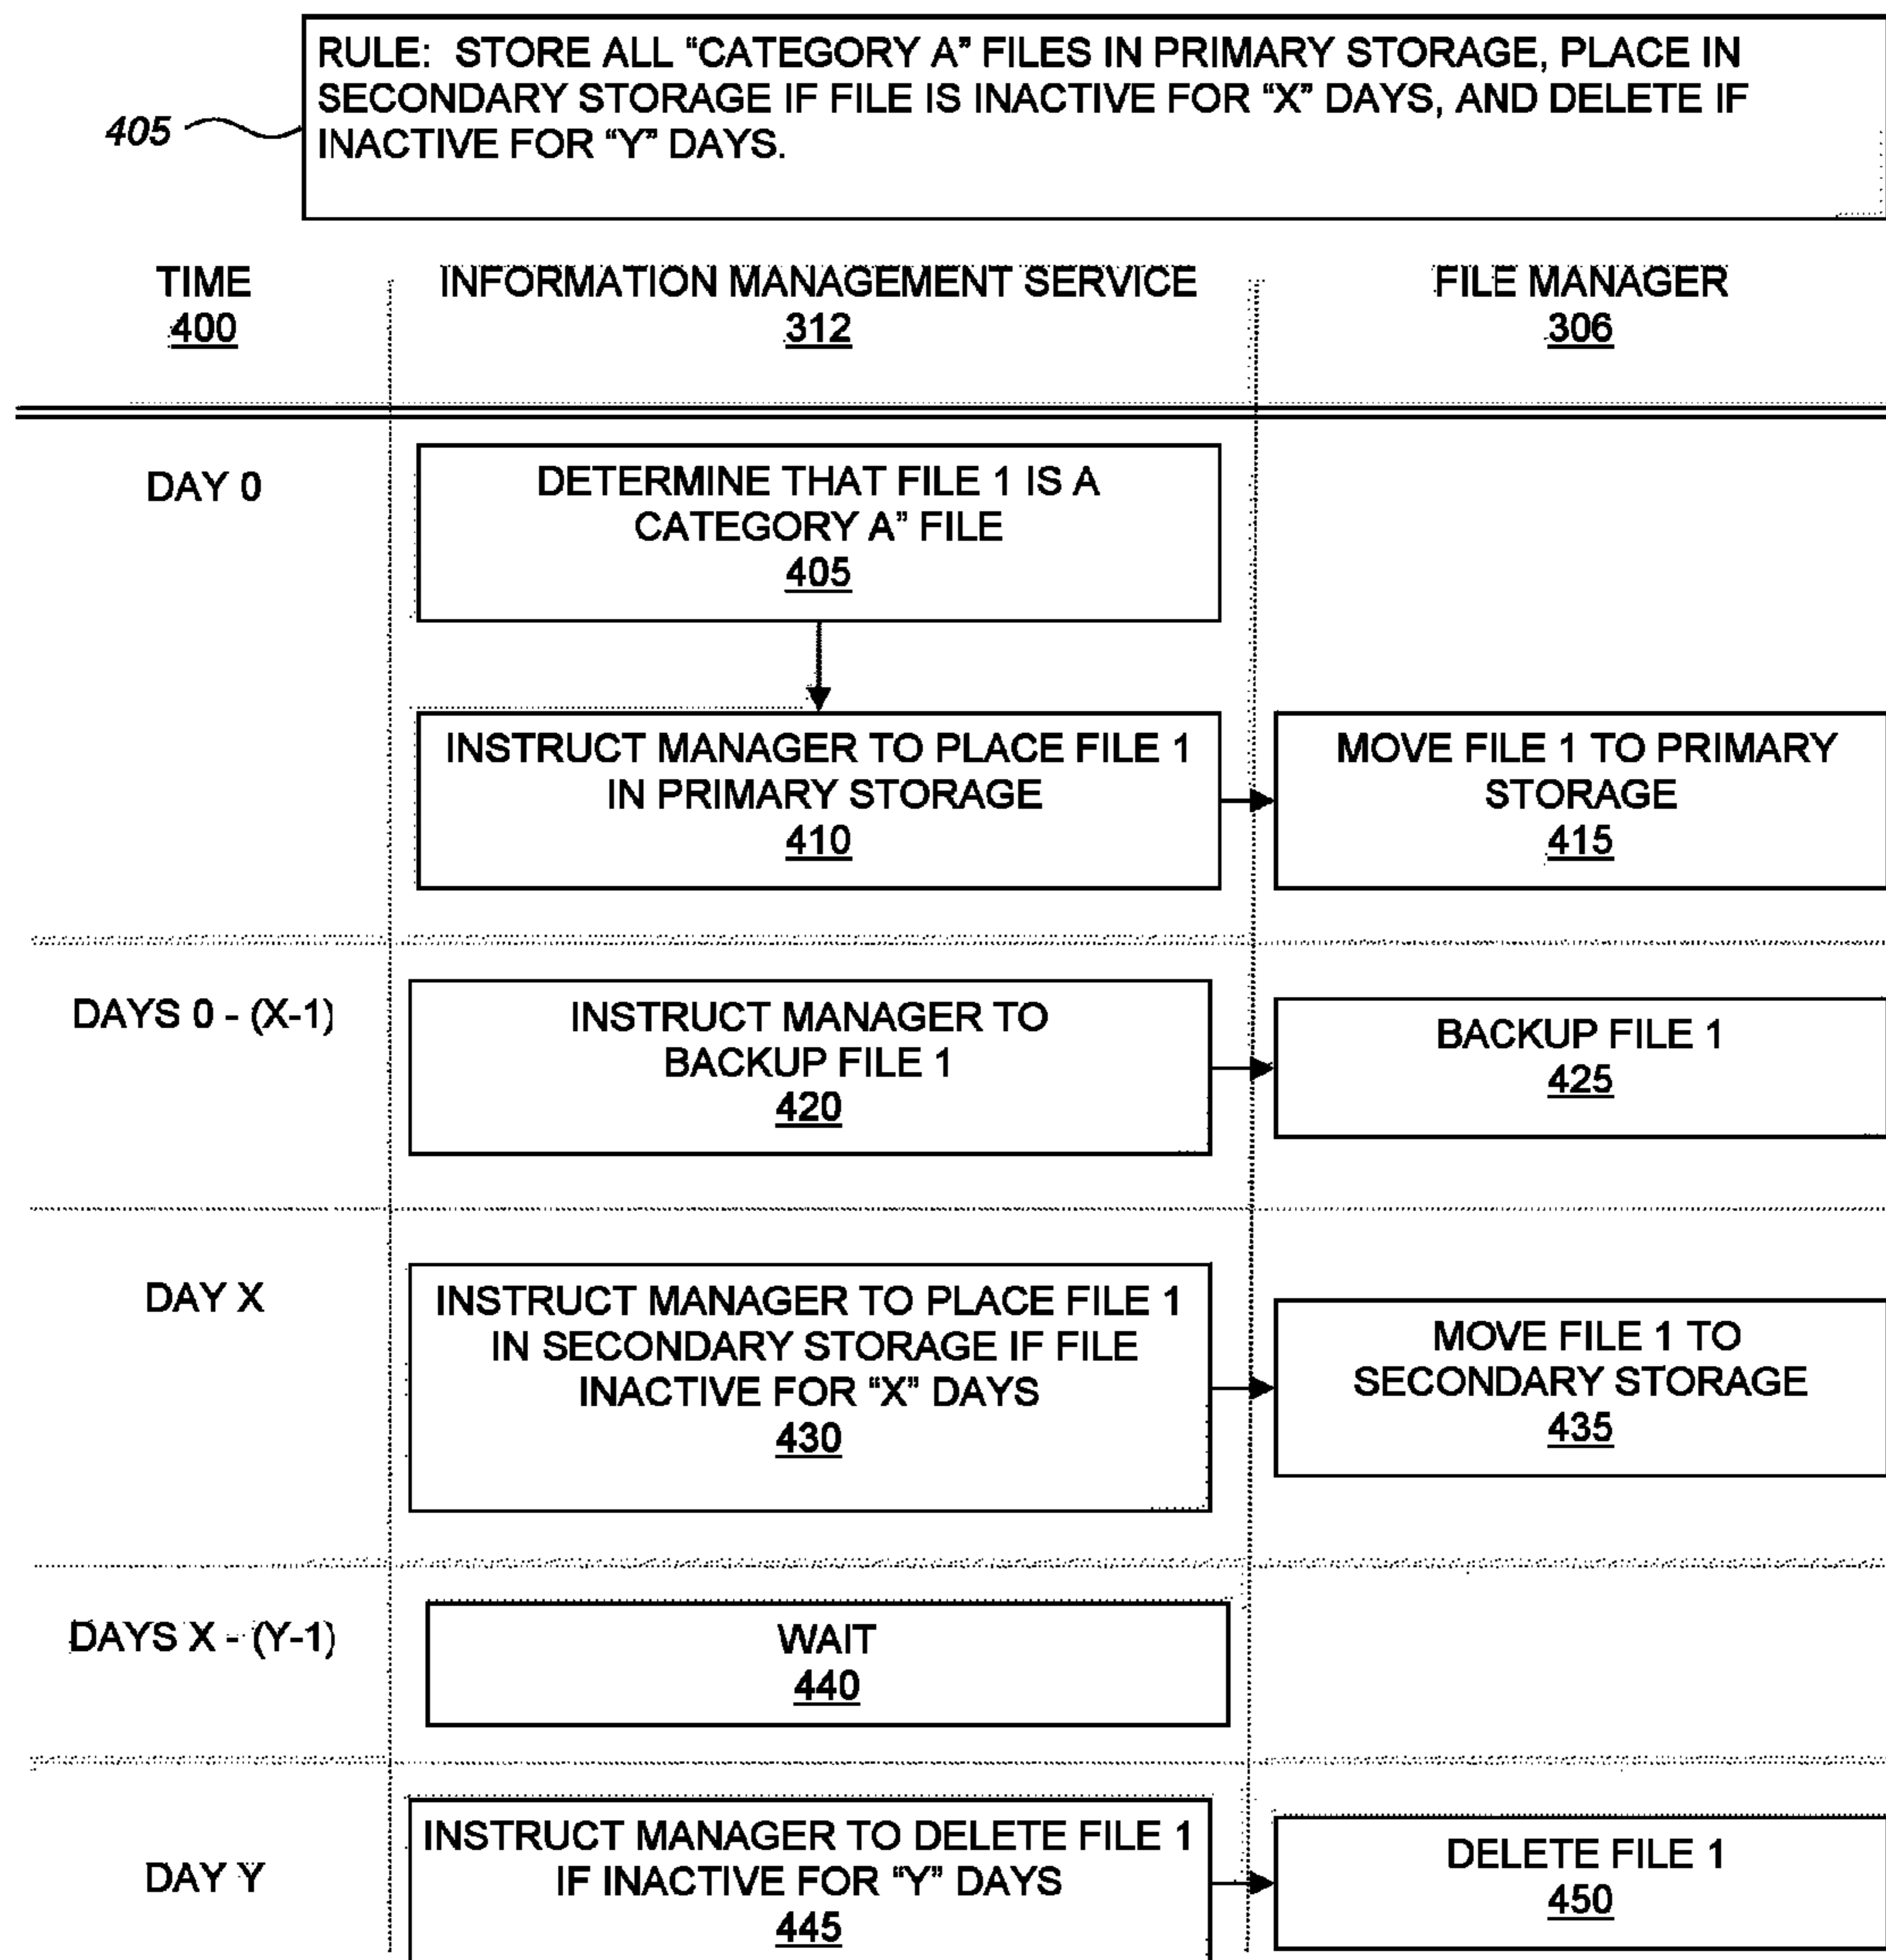 RULE: STORE ALL “CATEGORY A” FILES IN PRIMARY STORAGE, PLACE IN
SECONDARY STORAGE IF FILE IS INACTIVE FOR “X” DAYS, AND DELETE IF
INACTIVE FOR “Y” DAYS.
405
TIME
400
INFORMATION MANAGEMENT SERVICE
312
FILE MANAGER
306
DAY 0
DETERMINE THAT FILE 1 IS A
CATEGORY A” FILE
405
INSTRUCT MANAGER TO PLACE FILE 1
IN PRIMARY STORAGE
410
MOVE FILE 1 TO PRIMARY
STORAGE
415
DAYS 0 - (X-1)
INSTRUCT MANAGER TO
BACKUP FILE 1
420
BACKUP FILE 1
425
DAY X
INSTRUCT MANAGER TO PLACE FILE 1
IN SECONDARY STORAGE IF FILE
INACTIVE FOR “X” DAYS
430
MOVE FILE 1 TO
SECONDARY STORAGE
435
DAYS X - (Y-1)
WAIT
440
DAY Y
INSTRUCT MANAGER TO DELETE FILE 1
IF INACTIVE FOR “Y” DAYS
445
DELETE FILE 1
450